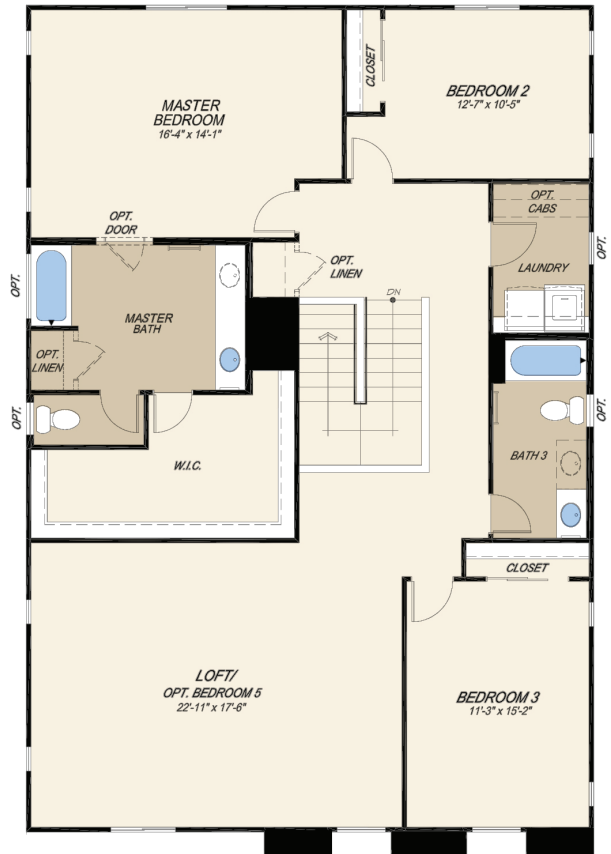 CLOSET
BEDROOM 2
12'-7" x 10'-5"
MASTER
BEDROOM
16'-4" x 14'-1"
OPT.
CABS
OPT.
DOOR
OPT.
OPT.
LINEN
LAUNDRY
OPT.
DN
MASTER
BATH
OPT.
LINEN
OPT.
OPT.
BATH 3
W.I.C.
CLOSET
LOFT/
OPT. BEDROOM 5
22'-11" x 17'-6"
BEDROOM 3
11'-3" x 15'-2"